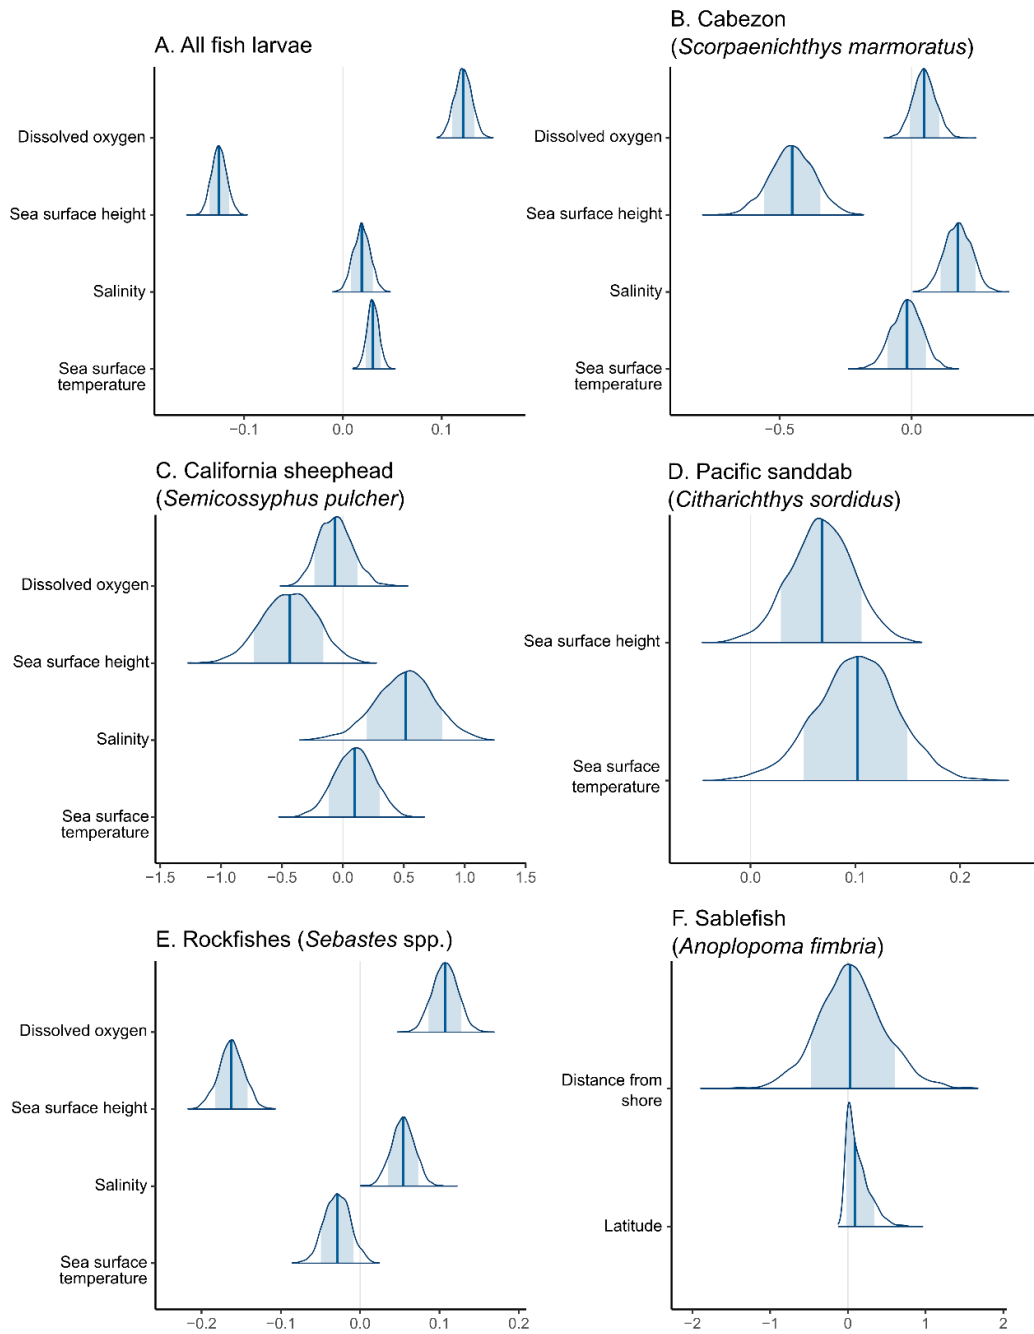 A. All fish larvae
Dissolved oxygen
Sea surface height
Salinity
Sea surface
temperature
−0.1 0.0 0.1
B. Cabezon
(Scorpaenichthys marmoratus)
Dissolved oxygen
Sea surface height
Salinity
Sea surface
temperature
−0.5 0.0
C. California sheephead
(Semicossyphus pulcher)
Dissolved oxygen
Sea surface height
Salinity
Sea surface
temperature
−1.5 −1.0 −0.5 0.0 0.5 1.0 1.5
D. Pacific sanddab
(Citharichthys sordidus)
Sea surface height
Sea surface
temperature
0.0 0.1 0.2
E. Rockfishes (Sebastes spp.)
Dissolved oxygen
Sea surface height
Salinity
Sea surface
temperature
−0.2 −0.1 0.0 0.1 0.2
F. Sablefish
(Anoplopoma fimbria)
Distance from
shore
Latitude
−2 −1 0 1 2